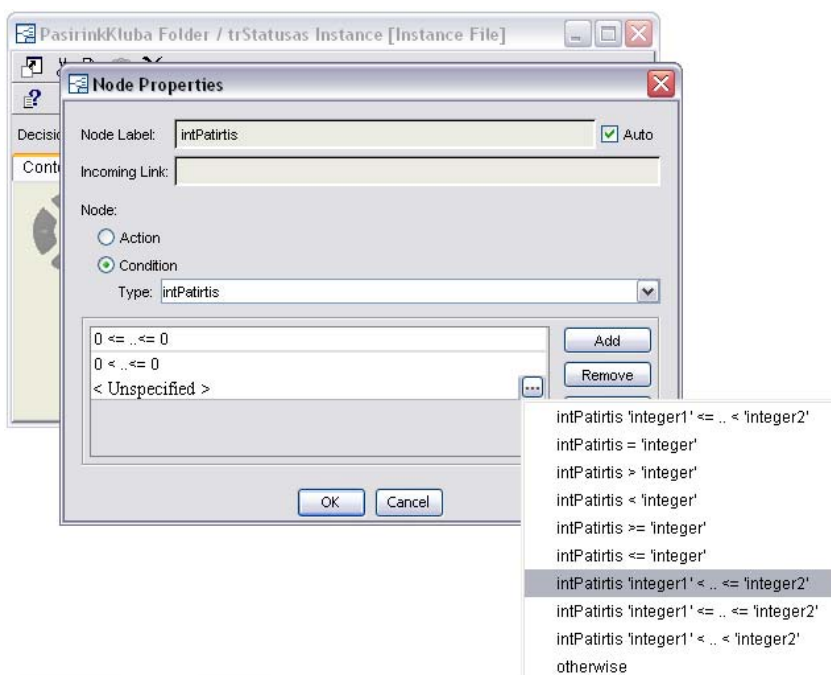 PasirinkKluba Folder / trStatusas Instance [Instance File]
Node Properties
Decisio
Node Label: intPatirtis Auto
Conte
Incoming Link:
Node:
Action
Condition
Type: intPatirtis
0 <= ..<= 0 Add
0 < ..<= 0
< Unspecified > ... Remove
intPatirtis 'integer1' <= .. < 'integer2'
intPatirtis = 'integer'
intPatirtis > 'integer'
OK Cancel intPatirtis < 'integer'
intPatirtis >= 'integer'
intPatirtis <= 'integer'
intPatirtis 'integer1' < .. <= 'integer2'
intPatirtis 'integer1' <= .. <= 'integer2'
intPatirtis 'integer1' < .. < 'integer2'
otherwise